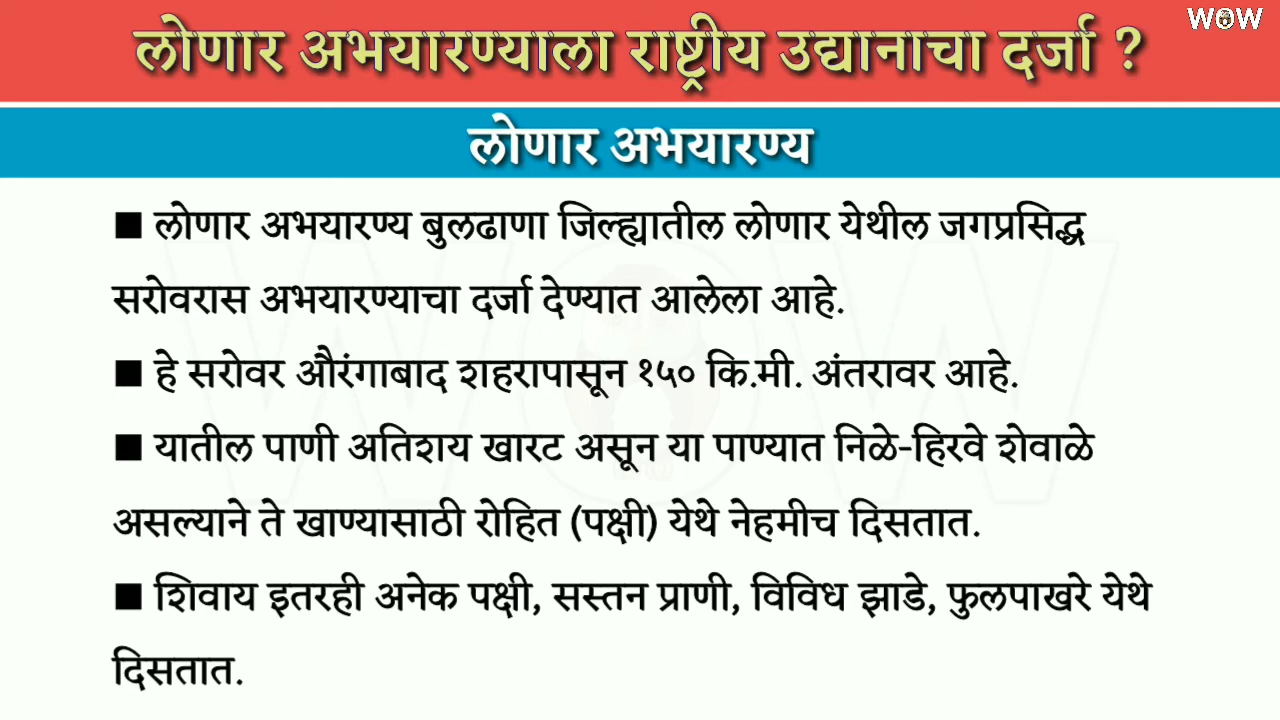 WOW
लोणार अभयारण्याला राष्ट्रीय उद्यानाचा दर्जा ?
लोणार अभयारण्य
■ लोणार अभयारण्य बुलढाणा जिल्ह्यातील लोणार येथील जगप्रसिद्ध
सरोवरास अभयारण्याचा दर्जा देण्यात आलेला आहे.
■ हे सरोवर औरंगाबाद शहरापासून १५० कि.मी. अंतरावर आहे.
■ यातील पाणी अतिशय खारट असून या पाण्यात निळे-हिरवे शेवाळे
असल्याने ते खाण्यासाठी रोहित (पक्षी) येथे नेहमीच दिसतात.
■ शिवाय इतरही अनेक पक्षी, सस्तन प्राणी, विविध झाडे, फुलपाखरे येथे
दिसतात.